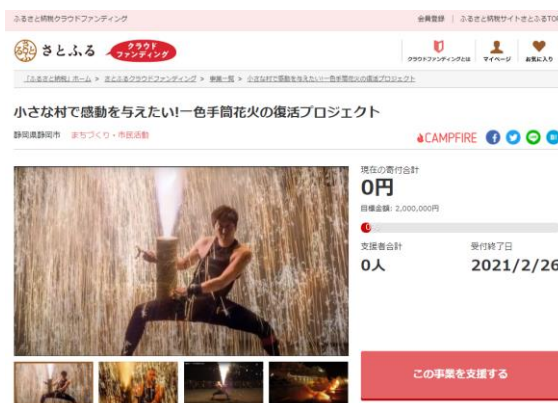 ふるさと納税クラウドファンディング
会員登録 | ふるさと納税サイトさとふるTOP
さとふる
クラウド
ファンディング
クラウドファンディングとは マイページ お気に入り
「ふるさと納税」ホーム > さとふるクラウドファンディング > 事業一覧 > 小さな村で感動を与えたい!一色手筒花火の復活プロジェクト
小さな村で感動を与えたい!一色手筒花火の復活プロジェクト
静岡県静岡市 まちづくり・市民活動
CAMPFIRE
現在の寄付合計
0円
目標金額: 2,000,000円
0
支援者合計 受付終了日
0人 2021/2/26
この事業を支援する